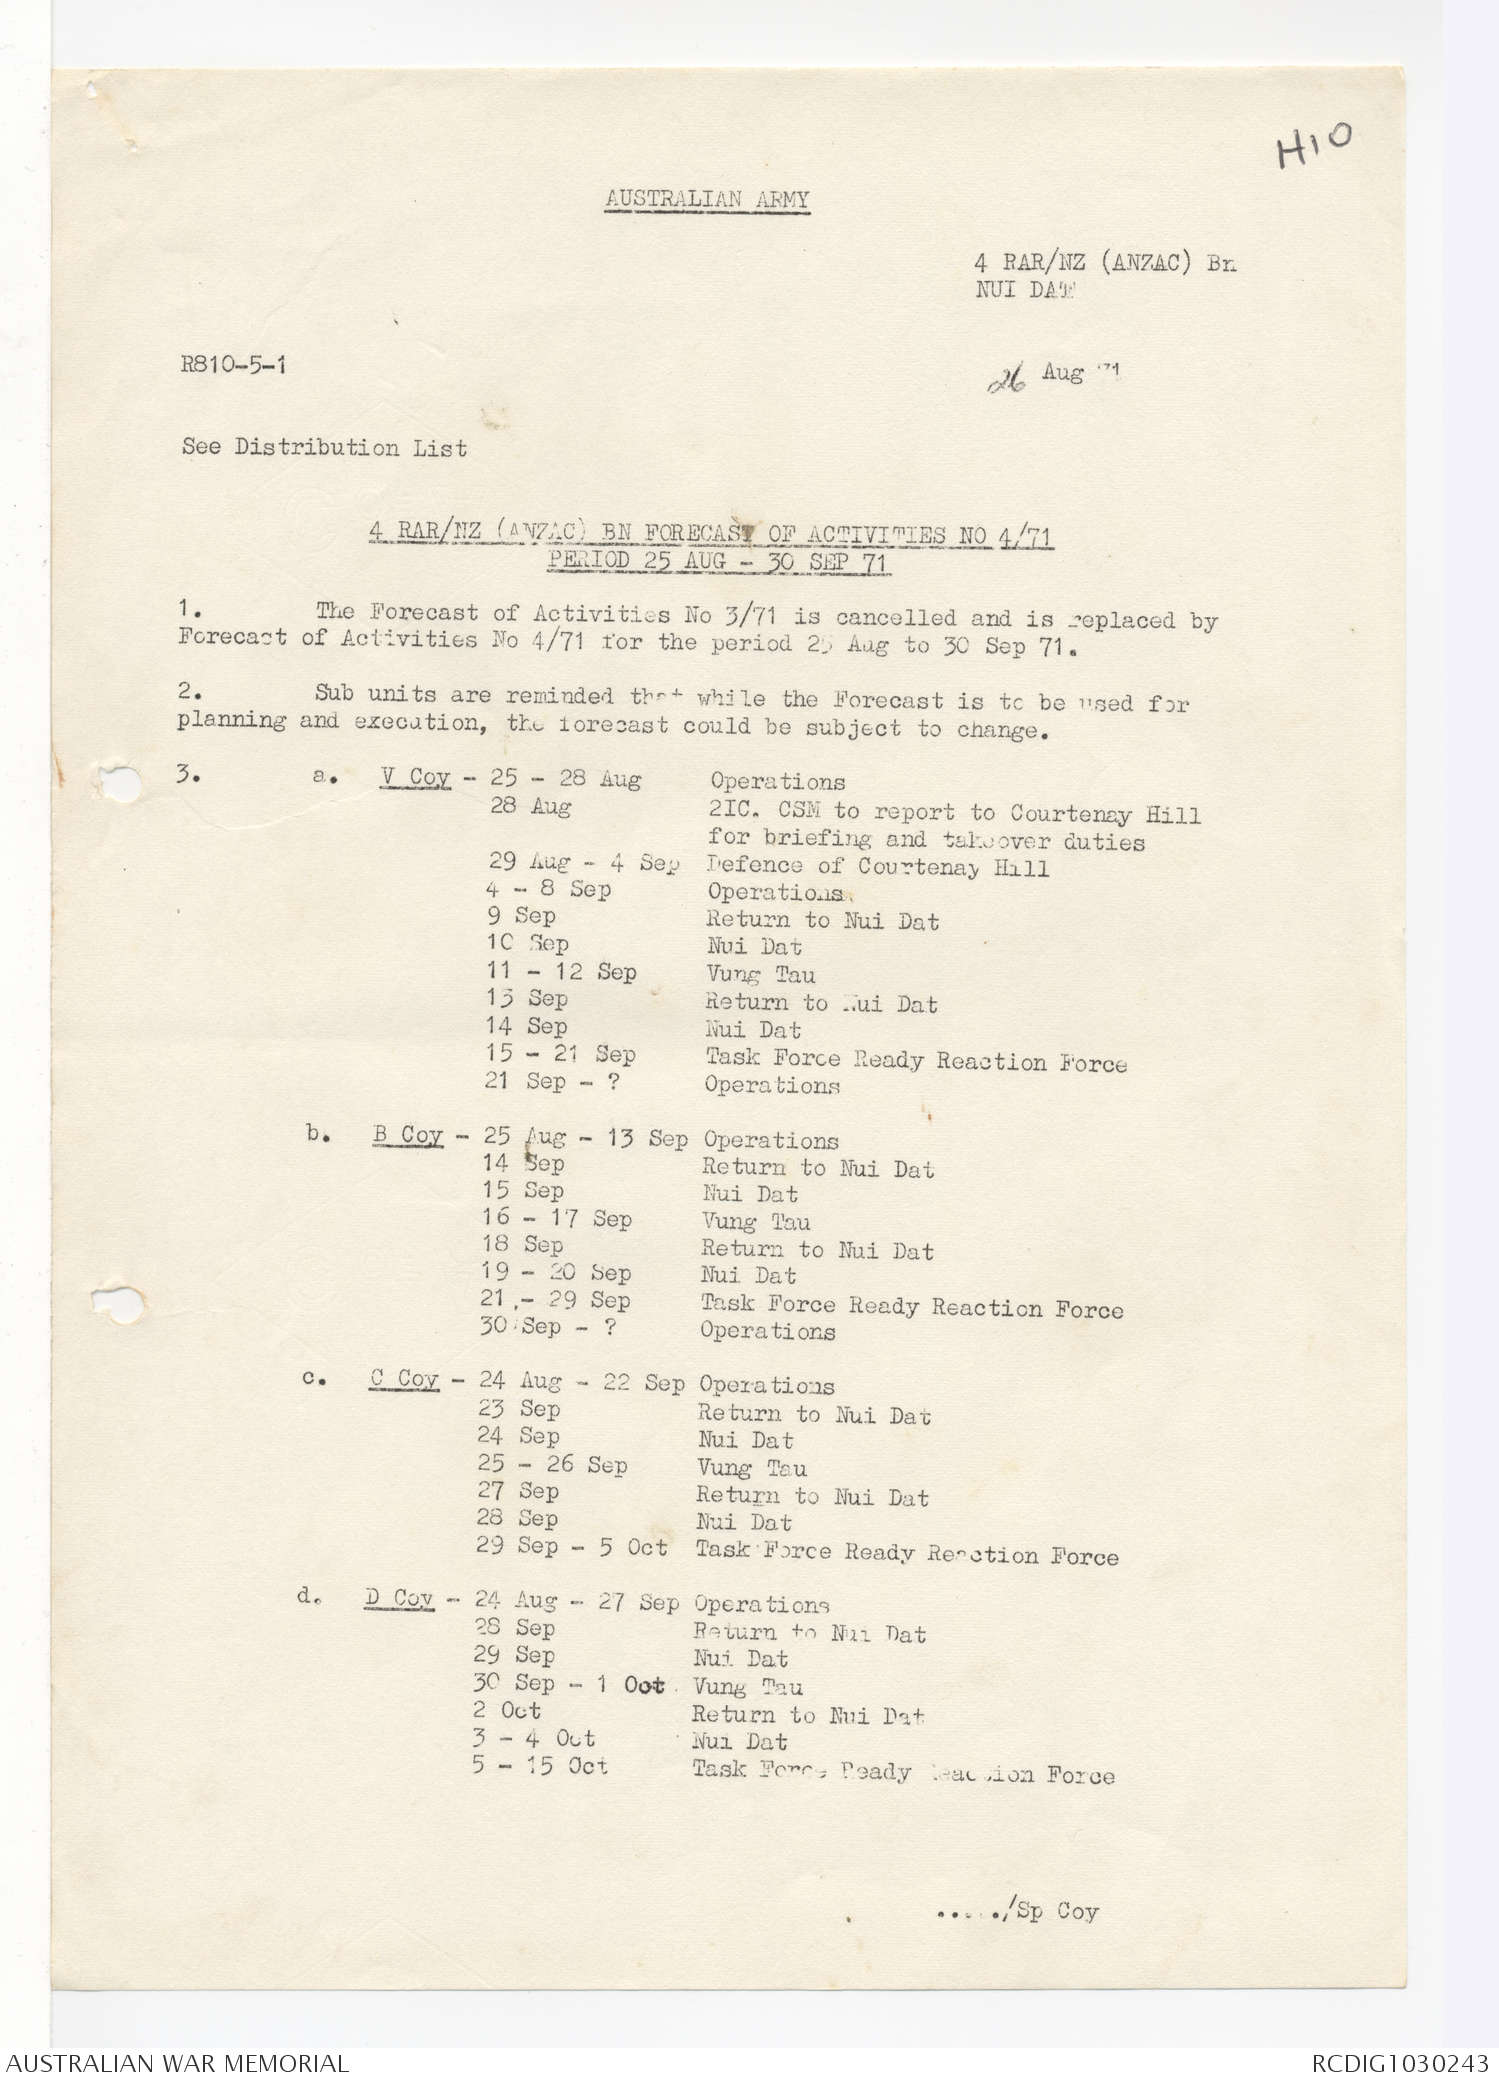 H10
AUSTRALIAN ARMY
4 RAR/NZ (ANZAC) Bn
NUI DAT
R810-5-1
26 Aug 71
See Distribution List
4 RAR/NZ (ANZAC) BN FORECAST OF ACTIVITIES NO 4/71
PERIOD 25 AUG - 30 SEP 71
1. The Forecast of Activities No 3/71 is cancelled and is replaced by
Forecast of Activities No 4/71 for the period 25 Aug to 30 Sep 71.
2. Sub units are reminded that while the Forecast is to be used for
planning and execution, the forecast could be subject to change.
3. a. V Coy - 25 - 28 Aug Operations
28 Aug 2IC. CSM to report to Courtenay Hill
for briefing and takeover duties
29 Aug - 4 Sep Defence of Courtenay Hill
4 - 8 Sep Operations
9 Sep Return to Nui Dat
10 Sep Nui Dat
11 - 12 Sep Vung Tau
13 Sep Return to Nui Dat
14 Sep Nui Dat
15 - 21 Sep Task Force Ready Reaction Force
21 Sep - ? Operations
b. B Coy - 25 Aug - 13 Sep Operations
14 Sep Return to Nui Dat
15 Sep Nui Dat
16 - 17 Sep Vung Tau
18 Sep Return to Nui Dat
19 - 20 Sep Nui Dat
21 - 29 Sep Task Force Ready Reaction Force
30 Sep - ? Operations
c. C Coy - 24 Aug - 22 Sep Operations
23 Sep Return to Nui Dat
24 Sep Nui Dat
25 - 26 Sep Vung Tau
27 Sep Return to Nui Dat
28 Sep Nui Dat
29 Sep - 5 Oct Task Force Ready Reaction Force
d. D Coy - 24 Aug - 27 Sep Operations
28 Sep Return to Nui Dat
29 Sep Nui Dat
30 Sep - 1 Oct Vung Tau
2 Oct Return to Nui Dat
3 - 4 Oct Nui Dat
5 - 15 Oct Task Force Ready Reaction Force
....../Sp Coy
AUSTRALIAN WAR MEMORIAL
RCDIG1030243